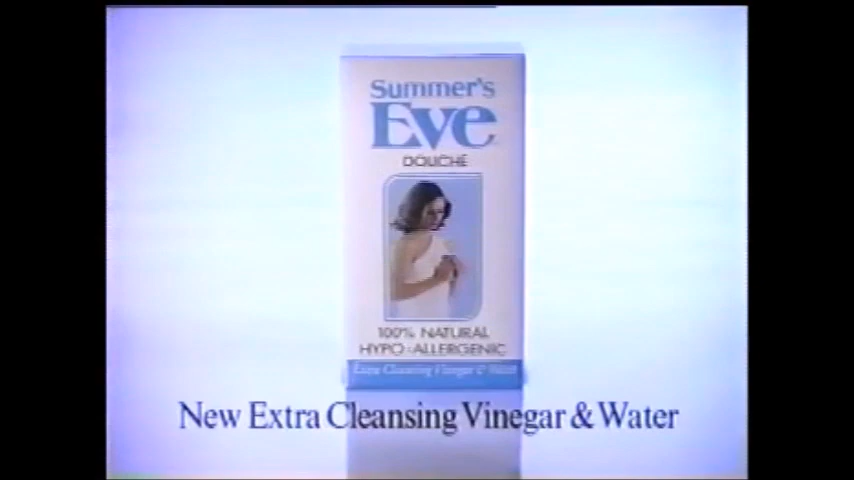 Summer's
Eve
DOUCHE
100% NATURAL
HYPO-ALLERGENIC
Extra Cleansing Vinegar & Water
New Extra Cleansing Vinegar & Water